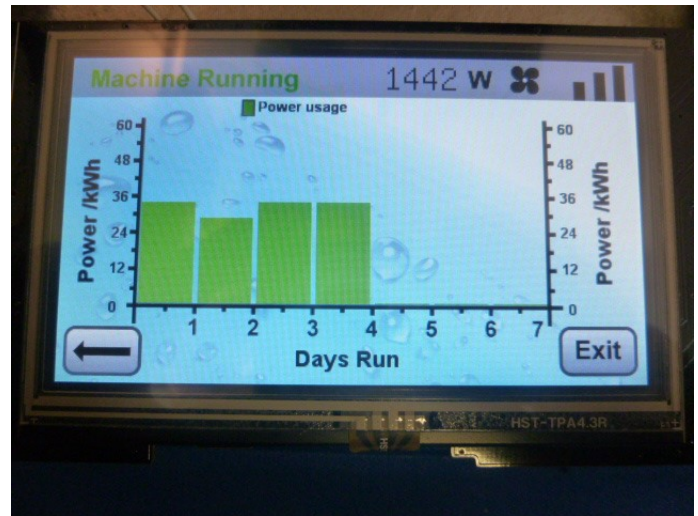 Machine Running 1442 W
Power usage
60 60
48 48
36 36
24 24
12 12
0 0
Power /kWh Power /kWh
1 2 3 4 5 6 7
Days Run
Exit
HST-TPA4.3R